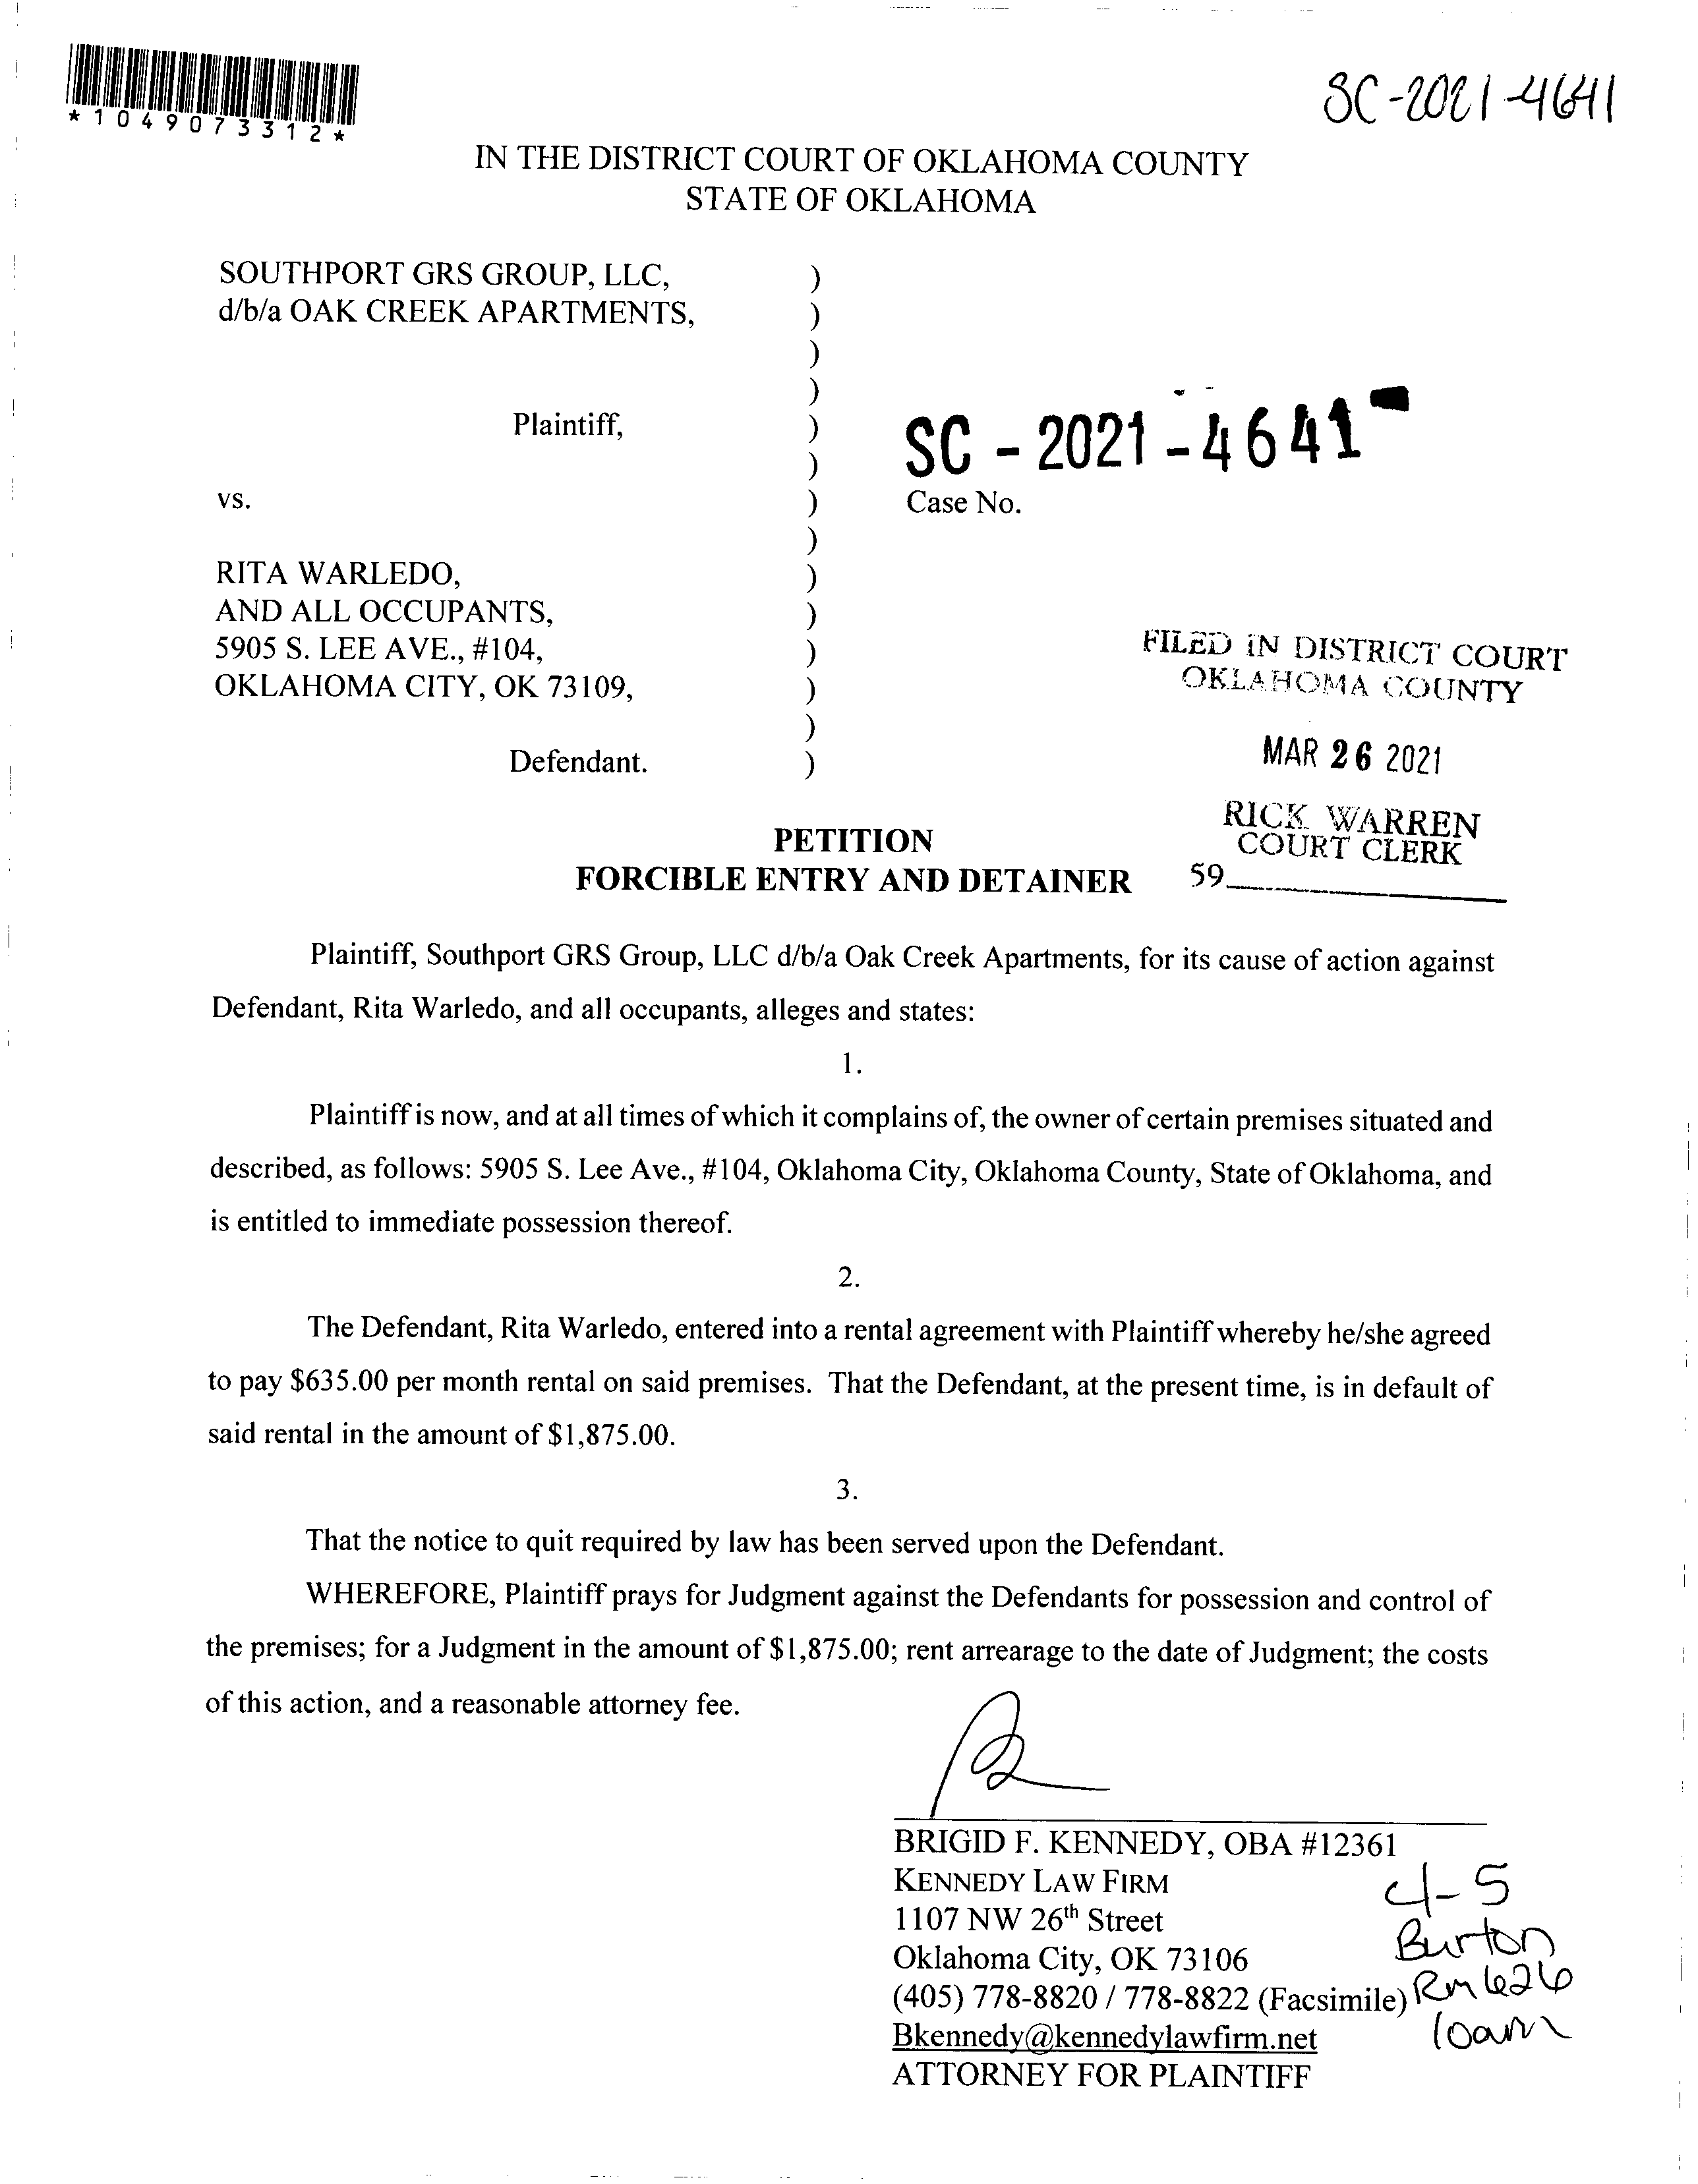 *1049073312*
SC-2021-4641
IN THE DISTRICT COURT OF OKLAHOMA COUNTY
STATE OF OKLAHOMA
SOUTHPORT GRS GROUP, LLC, )
d/b/a OAK CREEK APARTMENTS, )
)
)
Plaintiff, )
)
SC - 2021 - 4641
vs. ) Case No.
)
RITA WARLEDO, )
AND ALL OCCUPANTS, )
5905 S. LEE AVE., #104, )
OKLAHOMA CITY, OK 73109, )
)
Defendant. )
FILED IN DISTRICT COURT
OKLAHOMA COUNTY
MAR 26 2021
RICK WARREN
COURT CLERK
59
PETITION
FORCIBLE ENTRY AND DETAINER
Plaintiff, Southport GRS Group, LLC d/b/a Oak Creek Apartments, for its cause of action against
Defendant, Rita Warledo, and all occupants, alleges and states:
1.
Plaintiff is now, and at all times of which it complains of, the owner of certain premises situated and
described, as follows: 5905 S. Lee Ave., #104, Oklahoma City, Oklahoma County, State of Oklahoma, and
is entitled to immediate possession thereof.
2.
The Defendant, Rita Warledo, entered into a rental agreement with Plaintiff whereby he/she agreed
to pay $635.00 per month rental on said premises. That the Defendant, at the present time, is in default of
said rental in the amount of $1,875.00.
3.
That the notice to quit required by law has been served upon the Defendant.
WHEREFORE, Plaintiff prays for Judgment against the Defendants for possession and control of
the premises; for a Judgment in the amount of $1,875.00; rent arrearage to the date of Judgment; the costs
of this action, and a reasonable attorney fee.
BRIGID F. KENNEDY, OBA #12361
KENNEDY LAW FIRM
1107 NW 26th Street
Oklahoma City, OK 73106
(405) 778-8820 / 778-8822 (Facsimile)
Bkennedy@kennedylawfirm.net
ATTORNEY FOR PLAINTIFF
4-5
Burton
Rm 626
10am